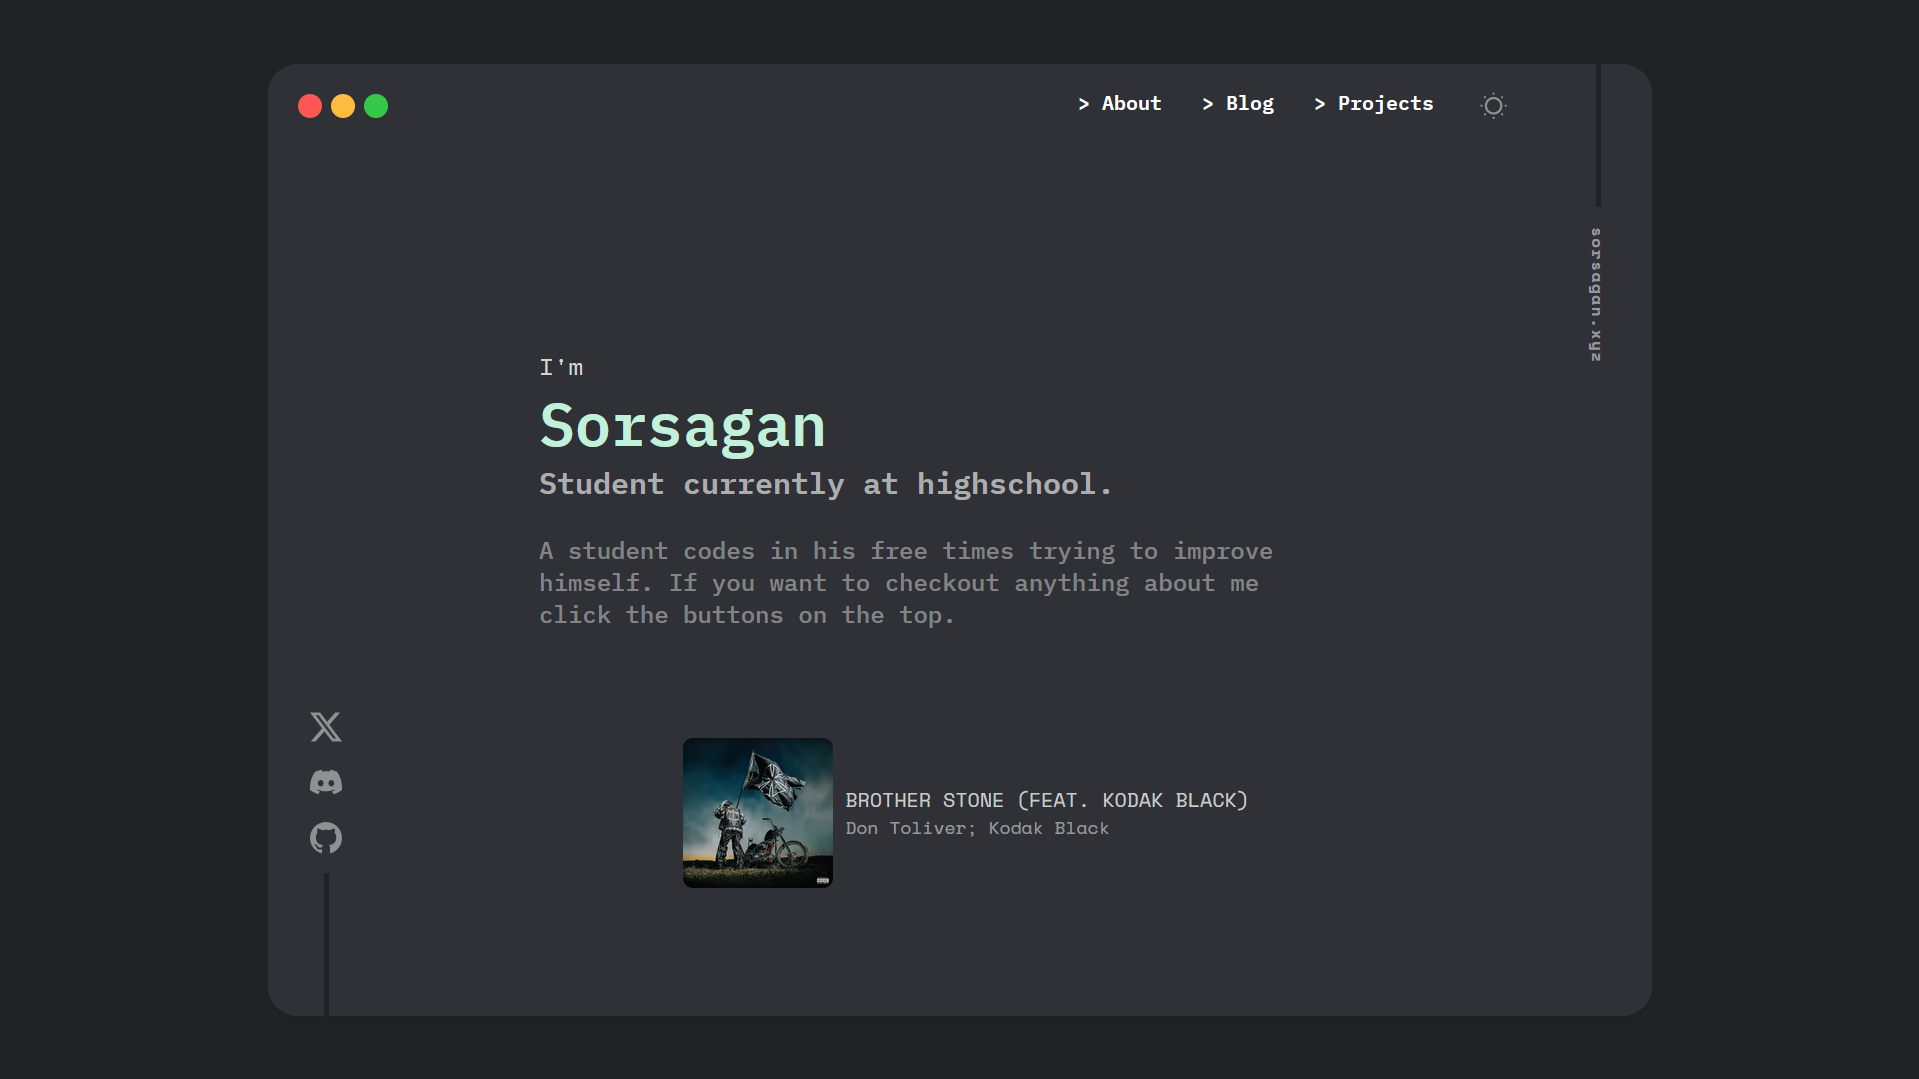 > About > Blog > Projects
sorsagan.xyz
I'm
Sorsagan
Student currently at highschool.
A student codes in his free times trying to improve
himself. If you want to checkout anything about me
click the buttons on the top.
BROTHER STONE (FEAT. KODAK BLACK)
Don Toliver; Kodak Black